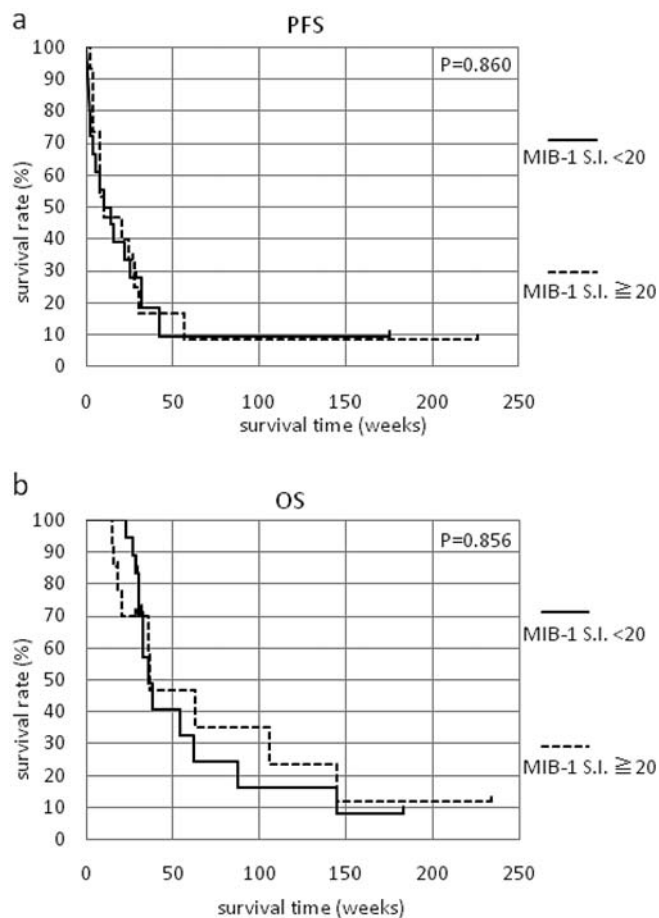 a
PFS
100
90
80
70
60
50
40
30
20
10
0
survival rate (%)
P=0.860
MIB-1 S.I. <20
MIB-1 S.I. ≧20
0 50 100 150 200 250
survival time (weeks)
b
OS
100
90
80
70
60
50
40
30
20
10
0
survival rate (%)
P=0.856
MIB-1 S.I. <20
MIB-1 S.I. ≧20
0 50 100 150 200 250
survival time (weeks)